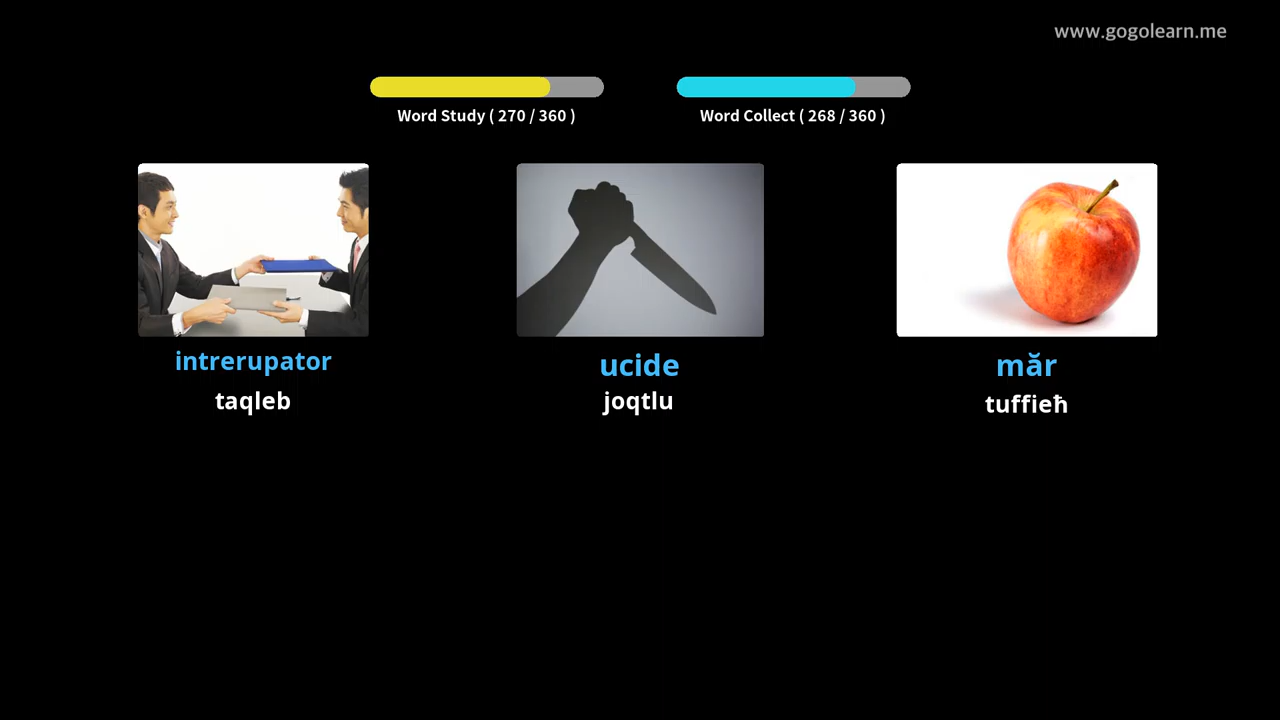 www.gogolearn.me
Word Study ( 270 / 360 )
Word Collect ( 268 / 360 )
intrerupator
taqleb
ucide
joqtlu
măr
tuffieħ